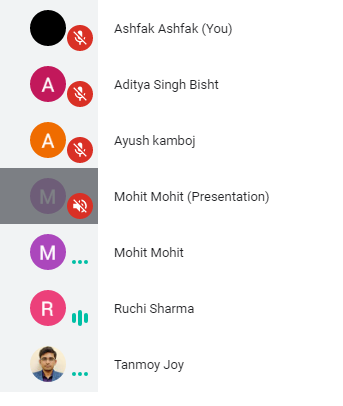 Ashfak Ashfak (You)
A Aditya Singh Bisht
A Ayush kamboj
M Mohit Mohit (Presentation)
M Mohit Mohit
R Ruchi Sharma
Tanmoy Joy